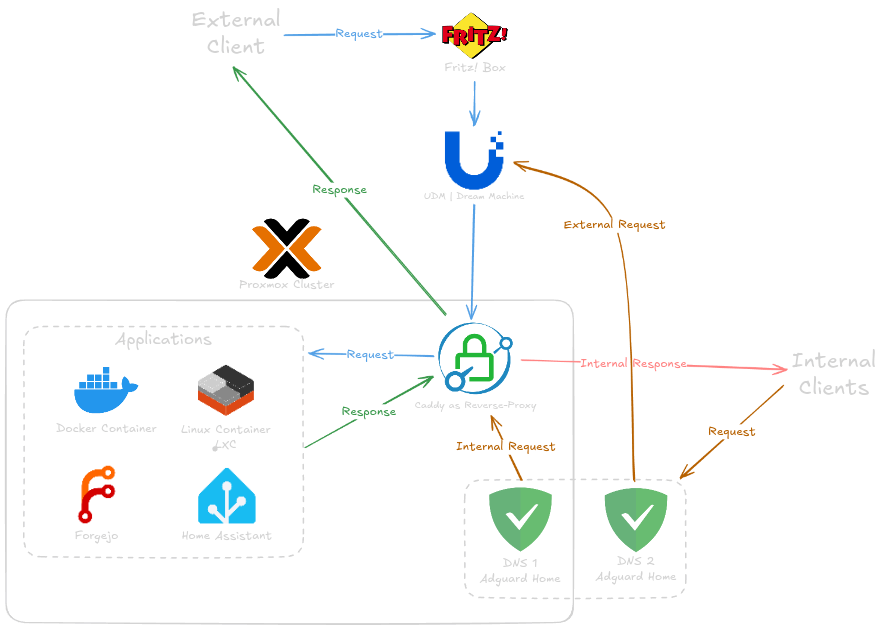 External
Client
Request
FRITZ!
Fritz! Box
UDM | Dream Machine
Response
External Request
Proxmox Cluster
Applications
Request
Internal Response
Internal
Clients
Docker Container
Linux Container
LXC
Response
Caddy as Reverse-Proxy
Request
Internal Request
Forgejo
Home Assistant
DNS 1
Adguard Home
DNS 2
Adguard Home